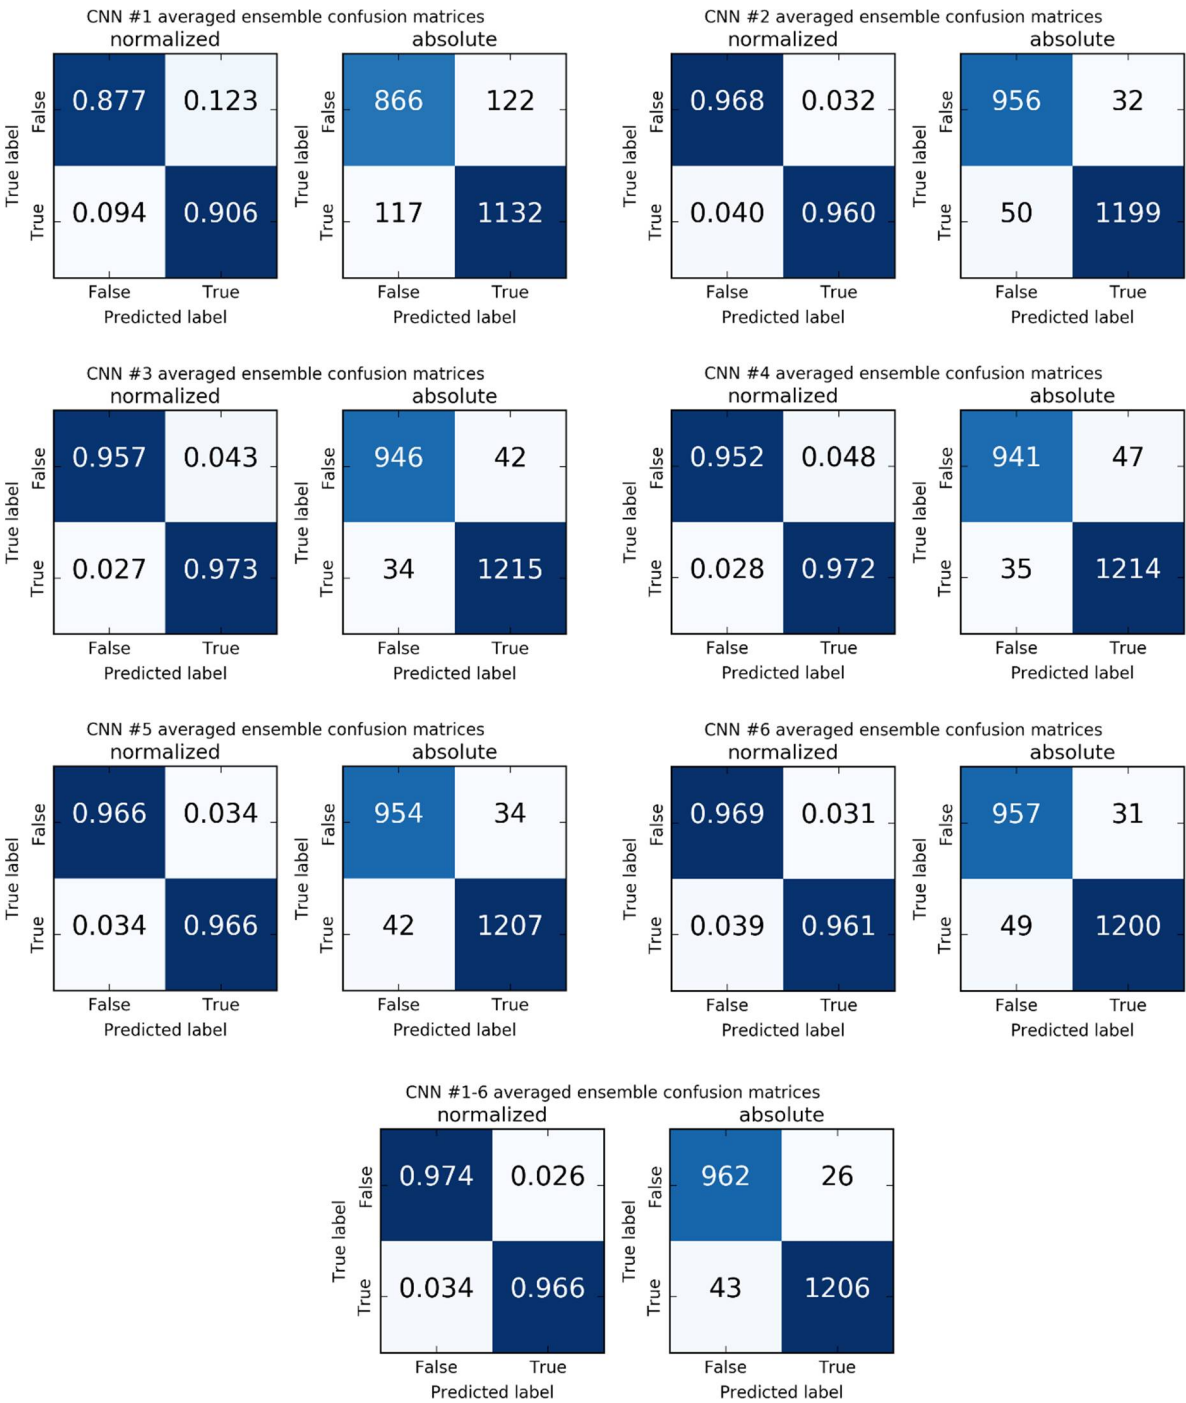 CNN #1 averaged ensemble confusion matrices
normalized absolute
True label
False
True
0.877 0.123
0.094 0.906
False True
Predicted label
True label
False
True
866 122
117 1132
False True
Predicted label
CNN #2 averaged ensemble confusion matrices
normalized absolute
True label
False
True
0.968 0.032
0.040 0.960
False True
Predicted label
True label
False
True
956 32
50 1199
False True
Predicted label
CNN #3 averaged ensemble confusion matrices
normalized absolute
True label
False
True
0.957 0.043
0.027 0.973
False True
Predicted label
True label
False
True
946 42
34 1215
False True
Predicted label
CNN #4 averaged ensemble confusion matrices
normalized absolute
True label
False
True
0.952 0.048
0.028 0.972
False True
Predicted label
True label
False
True
941 47
35 1214
False True
Predicted label
CNN #5 averaged ensemble confusion matrices
normalized absolute
True label
False
True
0.966 0.034
0.034 0.966
False True
Predicted label
True label
False
True
954 34
42 1207
False True
Predicted label
CNN #6 averaged ensemble confusion matrices
normalized absolute
True label
False
True
0.969 0.031
0.039 0.961
False True
Predicted label
True label
False
True
957 31
49 1200
False True
Predicted label
CNN #1-6 averaged ensemble confusion matrices
normalized absolute
True label
False
True
0.974 0.026
0.034 0.966
False True
Predicted label
True label
False
True
962 26
43 1206
False True
Predicted label